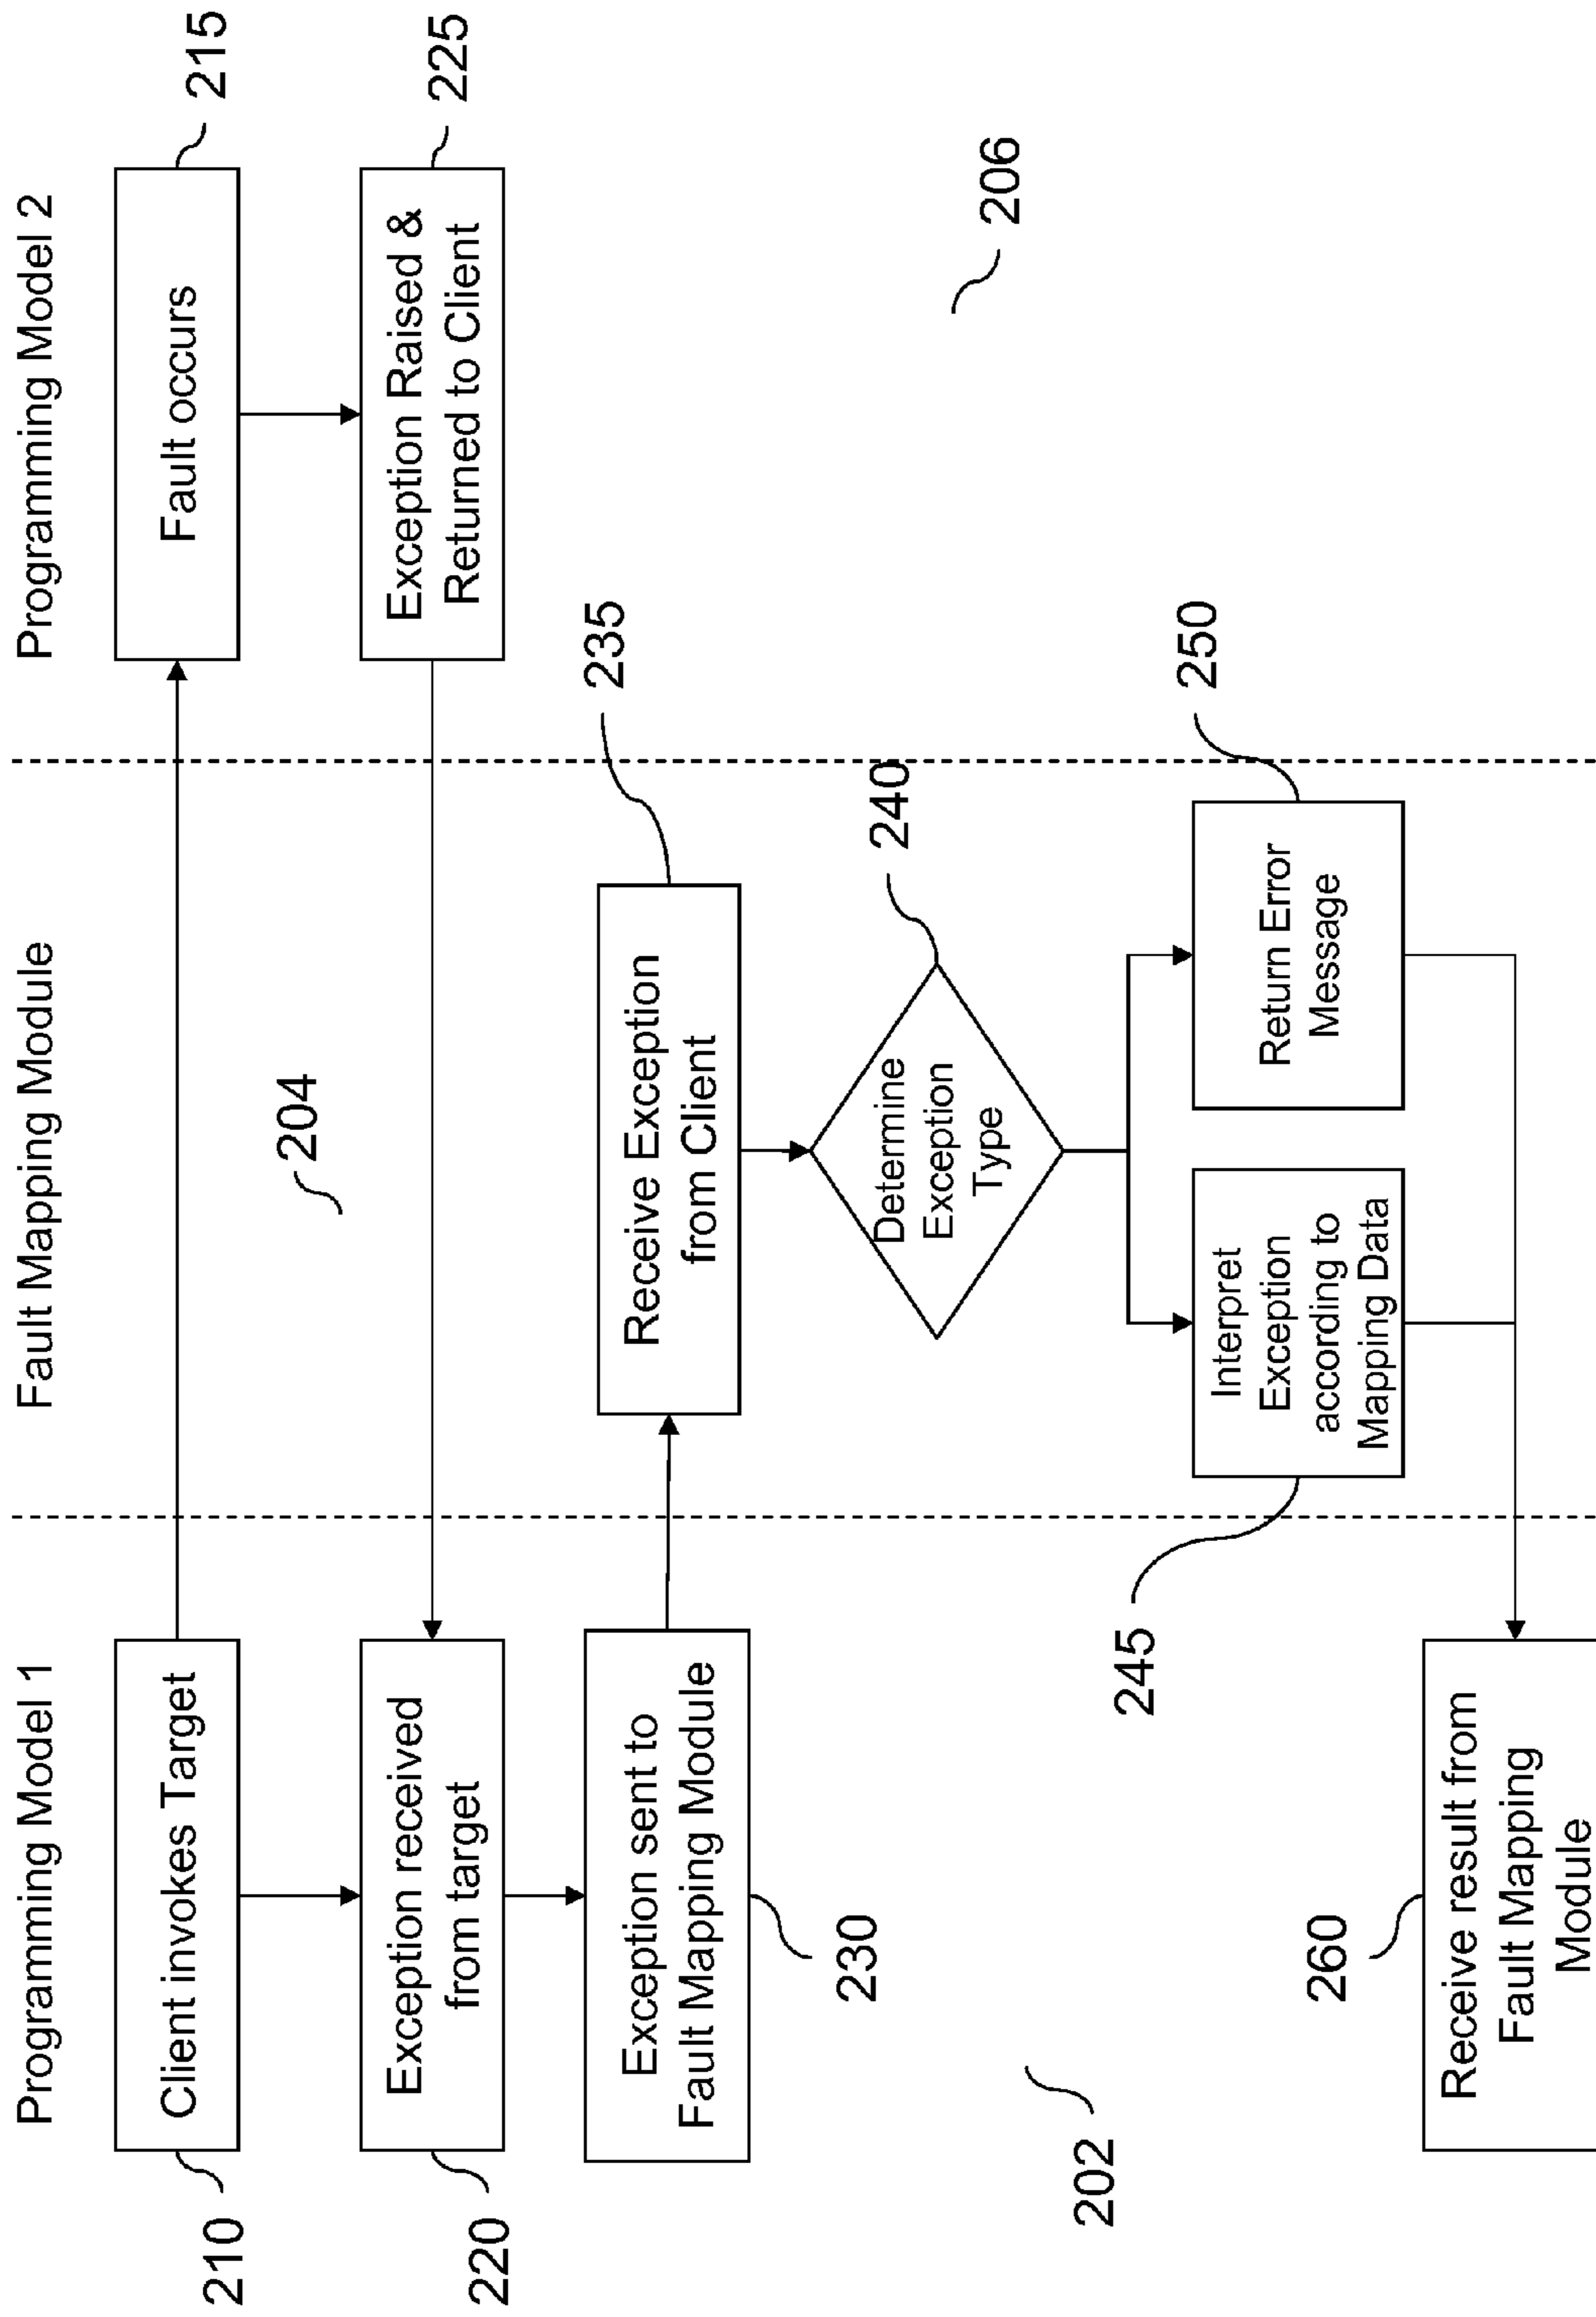 Programming Model 1
Fault Mapping Module
Programming Model 2
210
Client invokes Target
Fault occurs
215
204
220
Exception received
from target
Exception Raised &
Returned to Client
225
Exception sent to
Fault Mapping Module
230
Receive Exception
from Client
235
Determine
Exception
Type
240
206
202
245
Interpret
Exception
according to
Mapping Data
Return Error
Message
250
260
Receive result from
Fault Mapping
Module